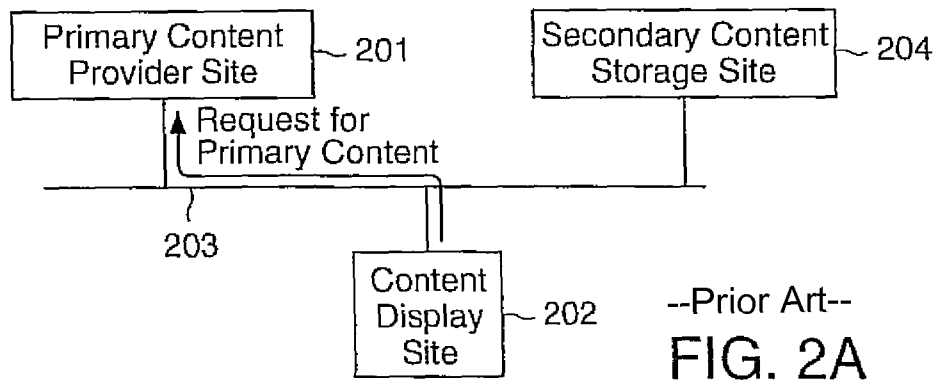 Primary Content
Provider Site
201
Secondary Content
Storage Site
204
Request for
Primary Content
203
Content
Display
Site
202
--Prior Art--
FIG. 2A